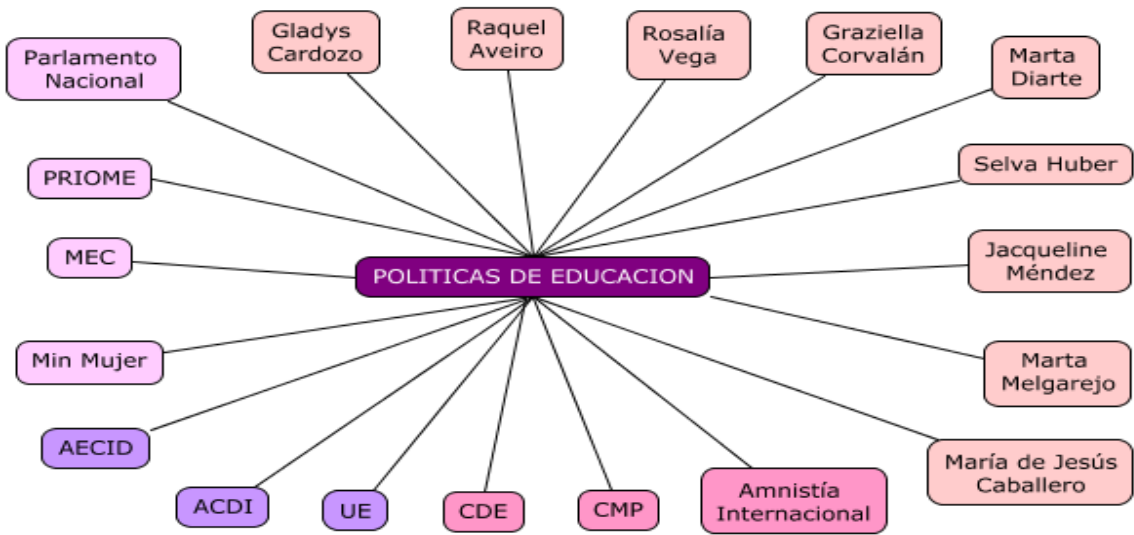 Parlamento
Nacional
Gladys
Cardozo
Raquel
Aveiro
Rosalía
Vega
Graziella
Corvalán
Marta
Diarte
PRIOME
Selva Huber
MEC
POLITICAS DE EDUCACION
Jacqueline
Méndez
Min Mujer
Marta
Melgarejo
AECID
María de Jesús
Caballero
ACDI
UE
CDE
CMP
Amnistía
Internacional